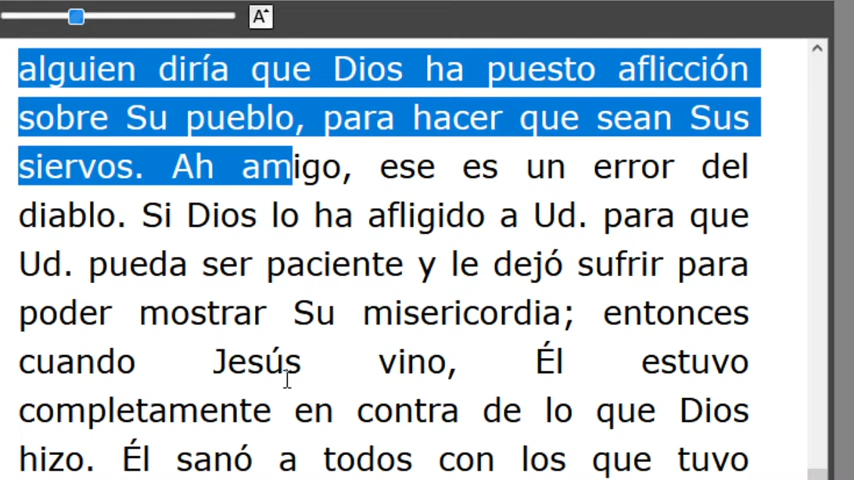 A
alguien diría que Dios ha puesto aflicción
sobre Su pueblo, para hacer que sean Sus
siervos. Ah amigo, ese es un error del
diablo. Si Dios lo ha afligido a Ud. para que
Ud. pueda ser paciente y le dejó sufrir para
poder mostrar Su misericordia; entonces
cuando Jesús vino, Él estuvo
completamente en contra de lo que Dios
hizo. Él sanó a todos con los que tuvo